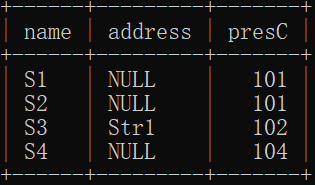 +------+---------+-------+
| name | address | presC |
+------+---------+-------+
| S1   | NULL    |   101 |
| S2   | NULL    |   101 |
| S3   | Str1    |   102 |
| S4   | NULL    |   104 |
+------+---------+-------+